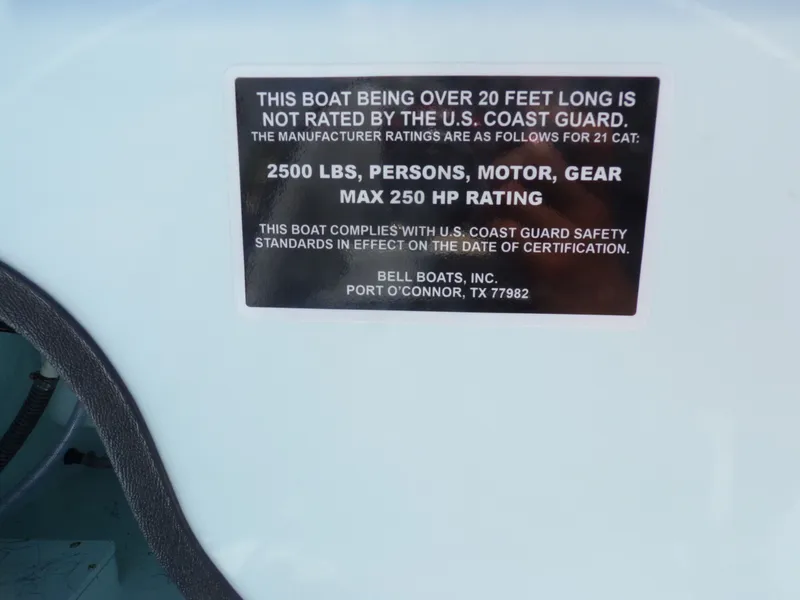 THIS BOAT BEING OVER 20 FEET LONG IS
NOT RATED BY THE U.S. COAST GUARD.
THE MANUFACTURER RATINGS ARE AS FOLLOWS FOR 21 CAT:
2500 LBS, PERSONS, MOTOR, GEAR
MAX 250 HP RATING
THIS BOAT COMPLIES WITH U.S. COAST GUARD SAFETY
STANDARDS IN EFFECT ON THE DATE OF CERTIFICATION.
BELL BOATS, INC.
PORT O'CONNOR, TX 77982